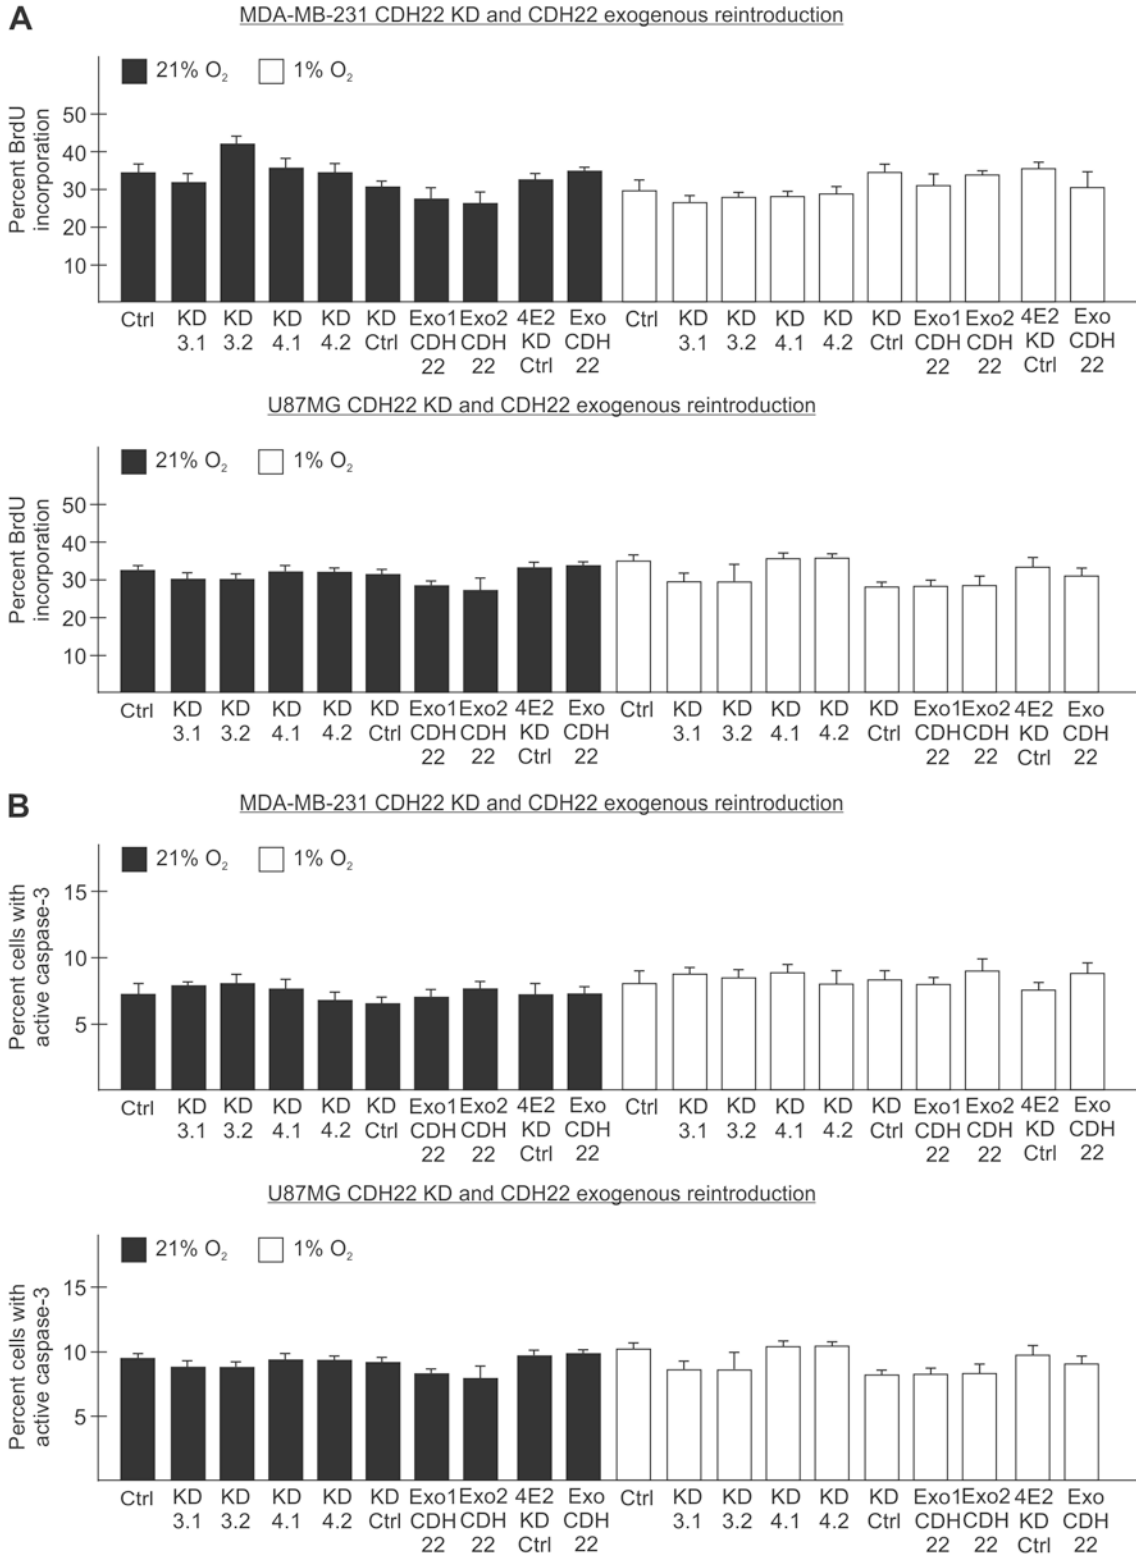 A
MDA-MB-231 CDH22 KD and CDH22 exogenous reintroduction
21% O₂ 1% O₂
Percent BrdU
incorporation
50
40
30
20
10
Ctrl KD KD KD KD KD Exo1 Exo2 4E2 Exo Ctrl KD KD KD KD KD Exo1 Exo2 4E2 Exo
3.1 3.2 4.1 4.2 Ctrl CDH CDH KD CDH 3.1 3.2 4.1 4.2 Ctrl CDH CDH KD CDH
22 22 Ctrl 22 22 22 Ctrl 22
U87MG CDH22 KD and CDH22 exogenous reintroduction
21% O₂ 1% O₂
Percent BrdU
incorporation
50
40
30
20
10
Ctrl KD KD KD KD KD Exo1 Exo2 4E2 Exo Ctrl KD KD KD KD KD Exo1 Exo2 4E2 Exo
3.1 3.2 4.1 4.2 Ctrl CDH CDH KD CDH 3.1 3.2 4.1 4.2 Ctrl CDH CDH KD CDH
22 22 Ctrl 22 22 22 Ctrl 22
B
MDA-MB-231 CDH22 KD and CDH22 exogenous reintroduction
21% O₂ 1% O₂
Percent cells with
active caspase-3
15
10
5
Ctrl KD KD KD KD KD Exo1 Exo2 4E2 Exo Ctrl KD KD KD KD KD Exo1 Exo2 4E2 Exo
3.1 3.2 4.1 4.2 Ctrl CDH CDH KD CDH 3.1 3.2 4.1 4.2 Ctrl CDH CDH KD CDH
22 22 Ctrl 22 22 22 Ctrl 22
U87MG CDH22 KD and CDH22 exogenous reintroduction
21% O₂ 1% O₂
Percent cells with
active caspase-3
15
10
5
Ctrl KD KD KD KD KD Exo1 Exo2 4E2 Exo Ctrl KD KD KD KD KD Exo1 Exo2 4E2 Exo
3.1 3.2 4.1 4.2 Ctrl CDH CDH KD CDH 3.1 3.2 4.1 4.2 Ctrl CDH CDH KD CDH
22 22 Ctrl 22 22 22 Ctrl 22